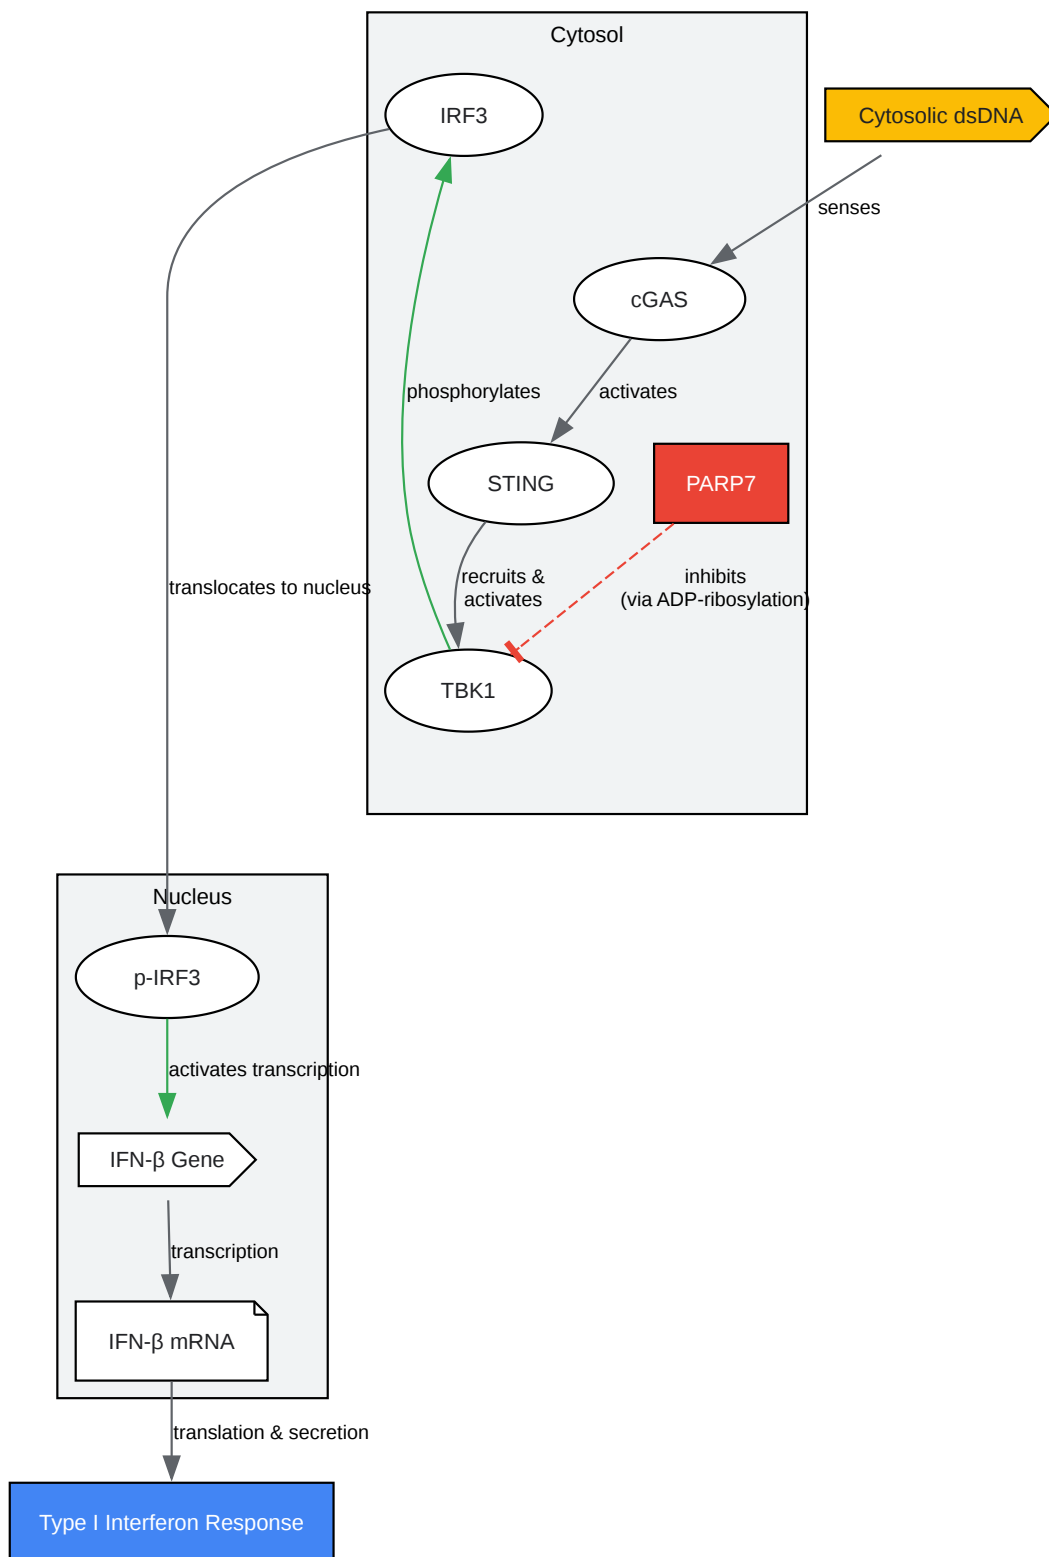 Cytosol
IRF3
Cytosolic dsDNA
senses
cGAS
phosphorylates
activates
STING
PARP7
translocates to nucleus
recruits &
activates
inhibits
(via ADP-ribosylation)
TBK1
Nucleus
p-IRF3
activates transcription
IFN-β Gene
transcription
IFN-β mRNA
translation & secretion
Type I Interferon Response